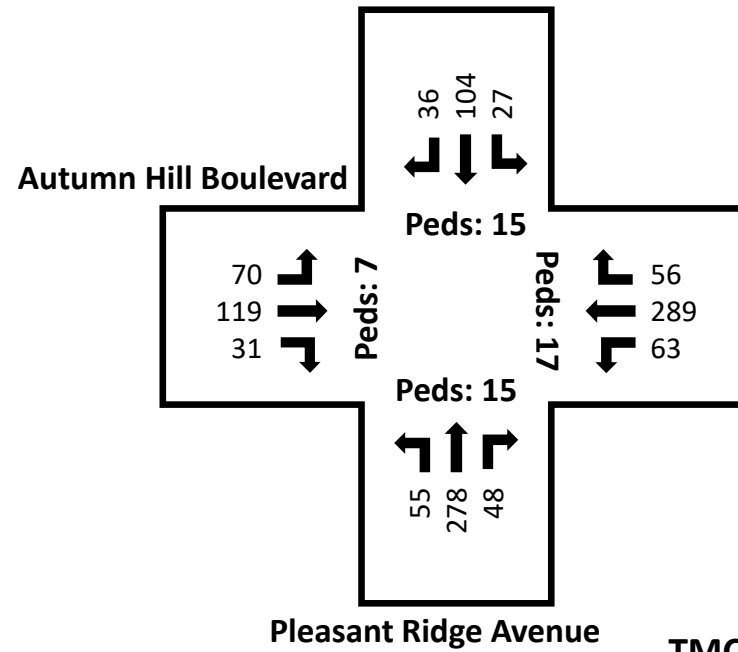 36
104
27
Autumn Hill Boulevard
Peds: 15
70
119
31
Peds: 7
Peds: 17
56
289
63
Peds: 15
55
278
48
Pleasant Ridge Avenue